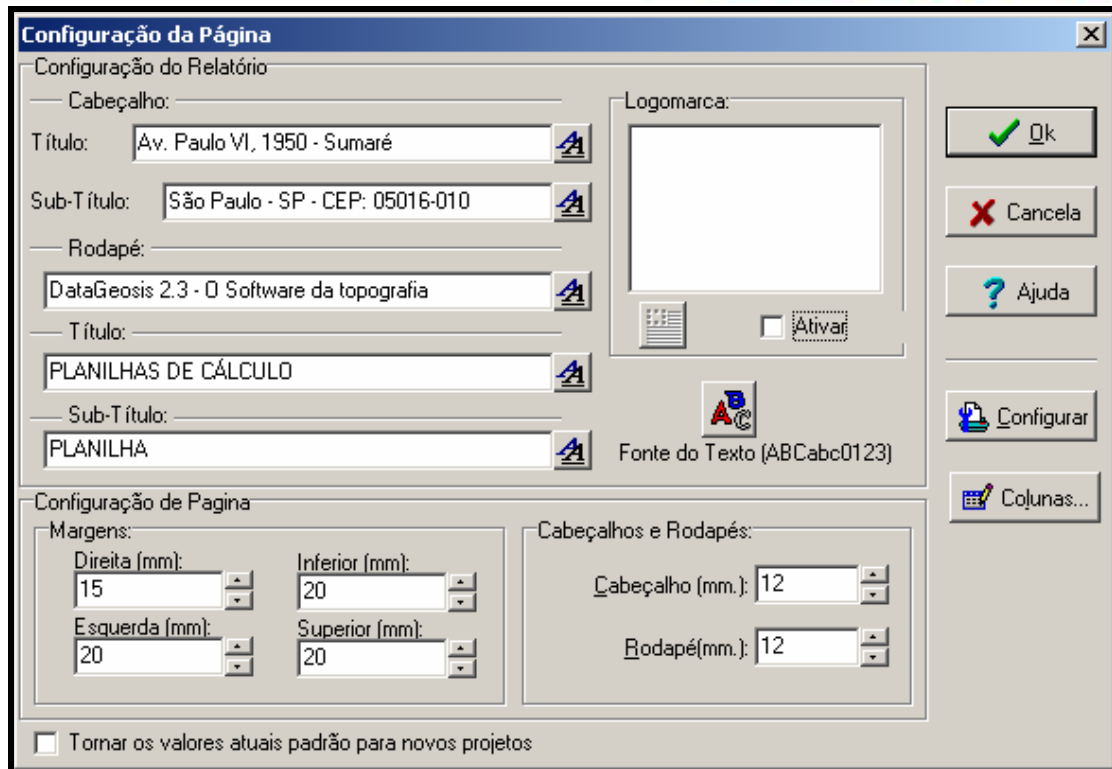 Configuração da Página
Configuração do Relatório
Cabeçalho:
Título: Av. Paulo VI, 1950 - Sumaré
Sub-Título: São Paulo - SP - CEP: 05016-010
Rodapé:
DataGeosis 2.3 - O Software da topografia
Título:
PLANILHAS DE CÁLCULO
Sub-Título:
PLANILHA
Logomarca:
Ativar
ABC
Fonte do Texto (ABCabc0123)
Ok
Cancela
Ajuda
Configurar
Colunas...
Configuração de Pagina
Margens:
Direita (mm):
15
Inferior (mm):
20
Esquerda (mm):
20
Superior (mm):
20
Cabeçalhos e Rodapés:
Cabeçalho (mm.): 12
Rodapé(mm.): 12
Tornar os valores atuais padrão para novos projetos